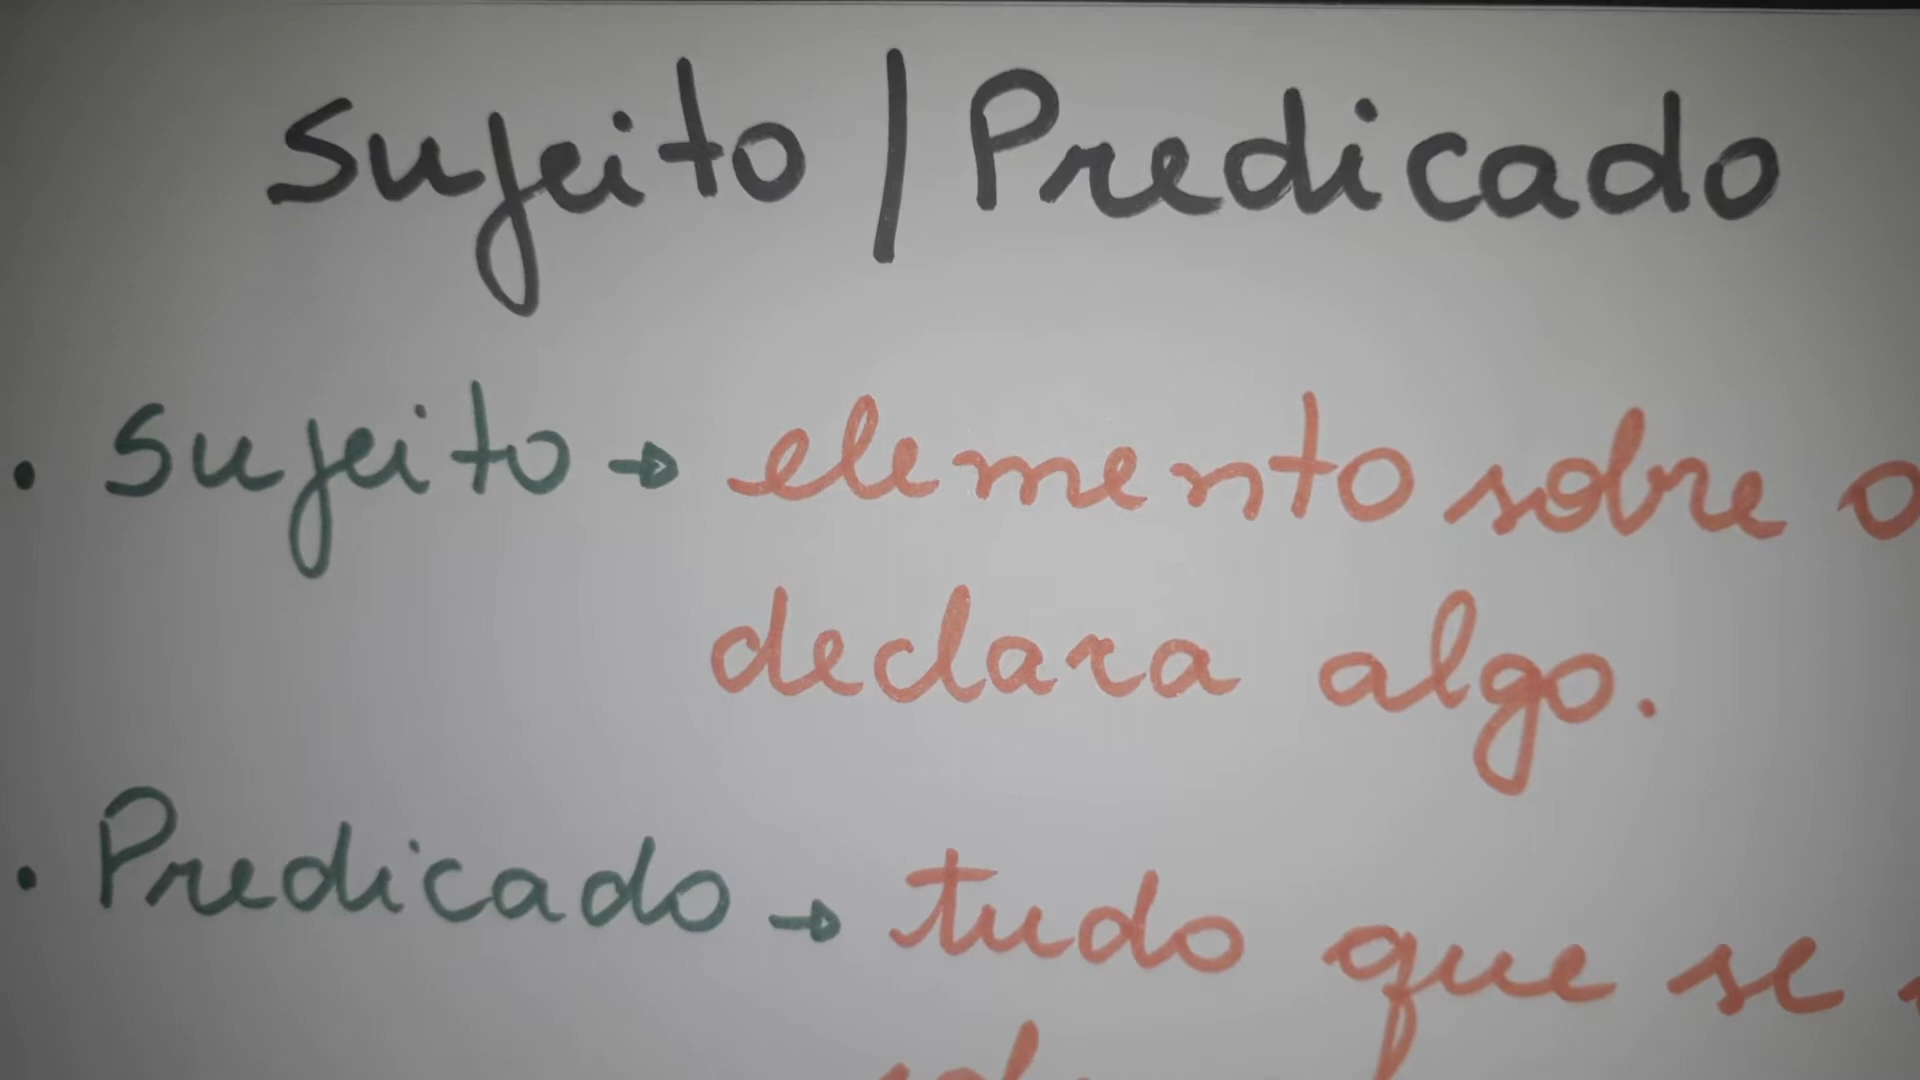 Sujeito | Predicado
. Sujeito → elemento sobre o
declara algo.
. Predicado → tudo que se